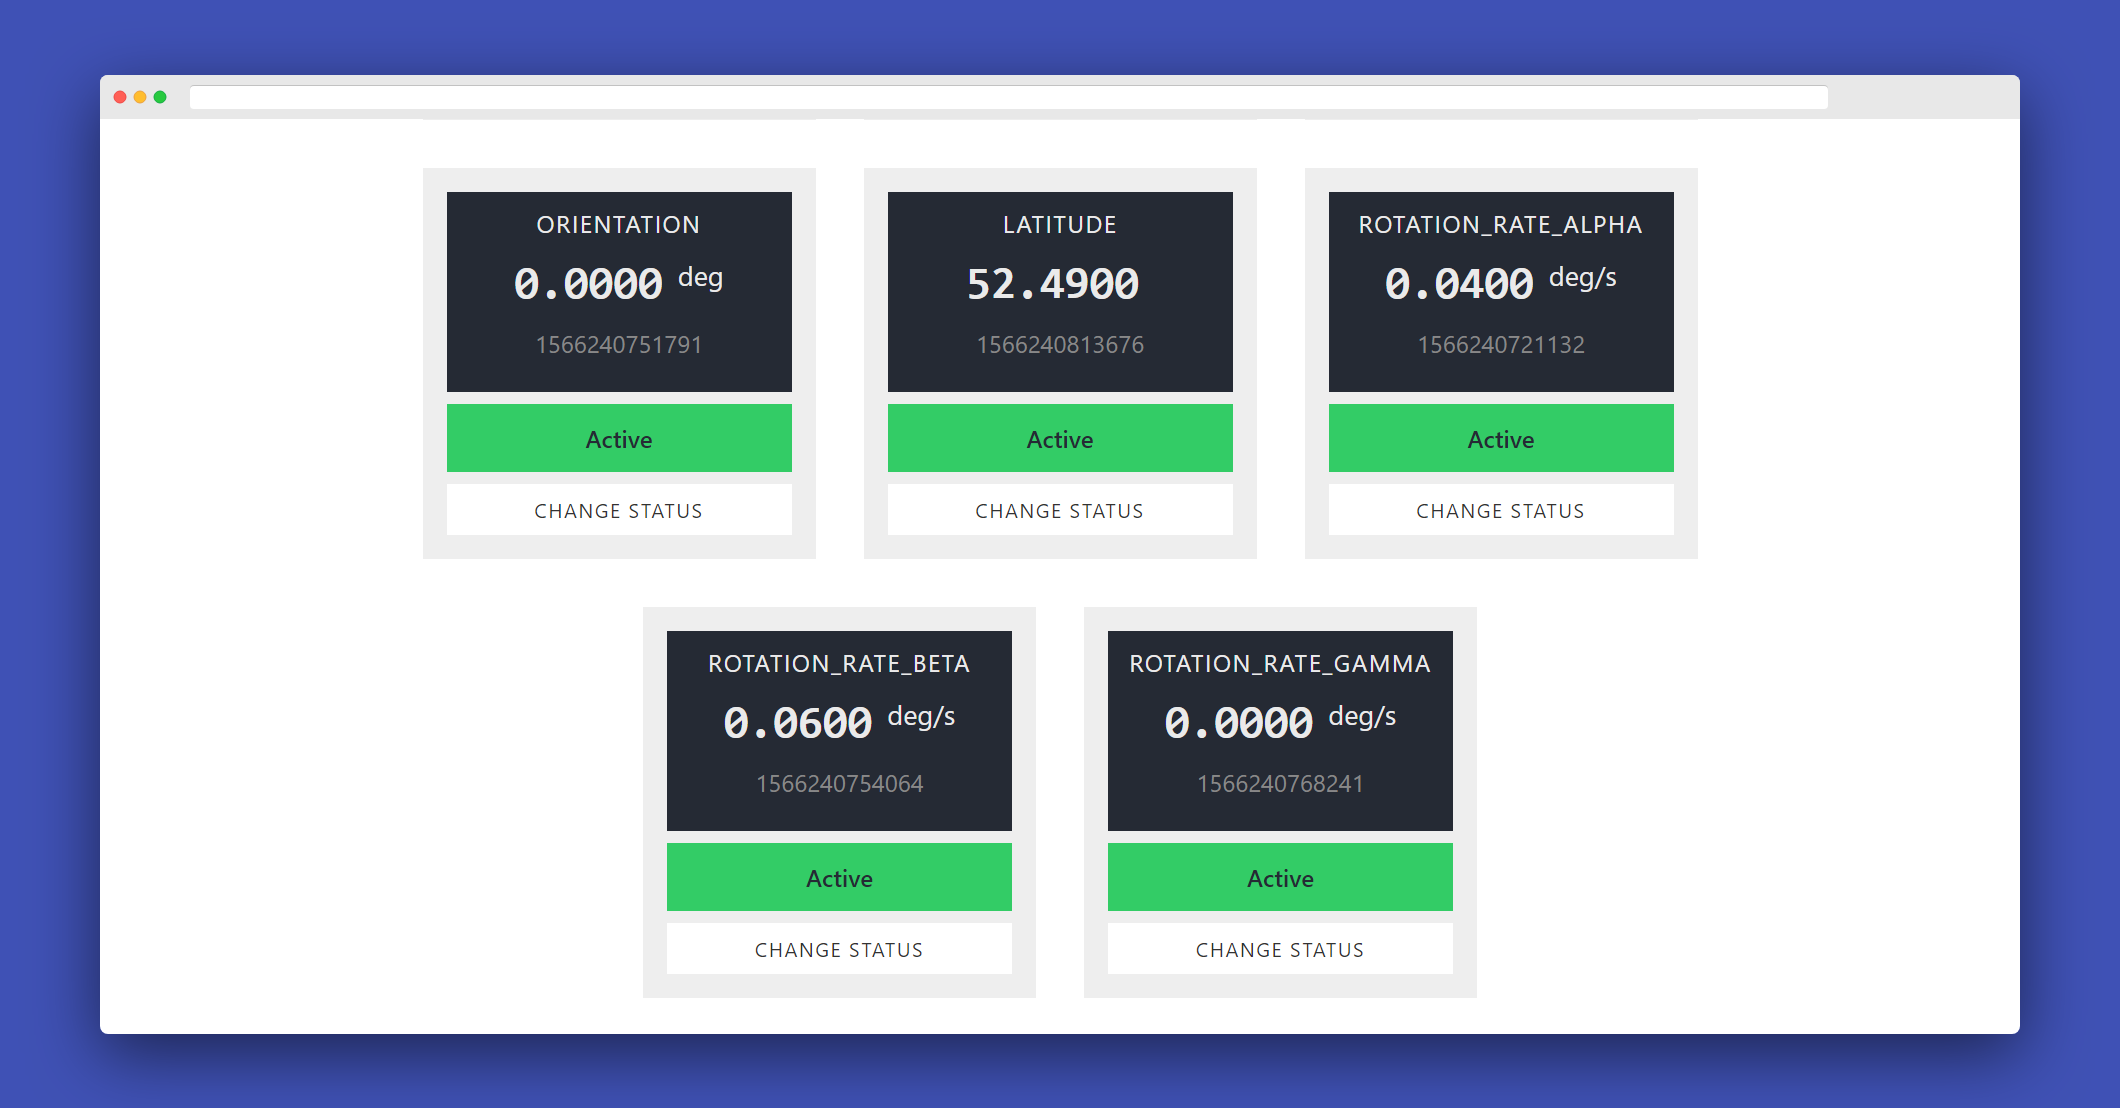 ORIENTATION
0.0000 deg
1566240751791
Active
CHANGE STATUS
LATITUDE
52.4900
1566240813676
Active
CHANGE STATUS
ROTATION_RATE_ALPHA
0.0400 deg/s
1566240721132
Active
CHANGE STATUS
ROTATION_RATE_BETA
0.0600 deg/s
1566240754064
Active
CHANGE STATUS
ROTATION_RATE_GAMMA
0.0000 deg/s
1566240768241
Active
CHANGE STATUS